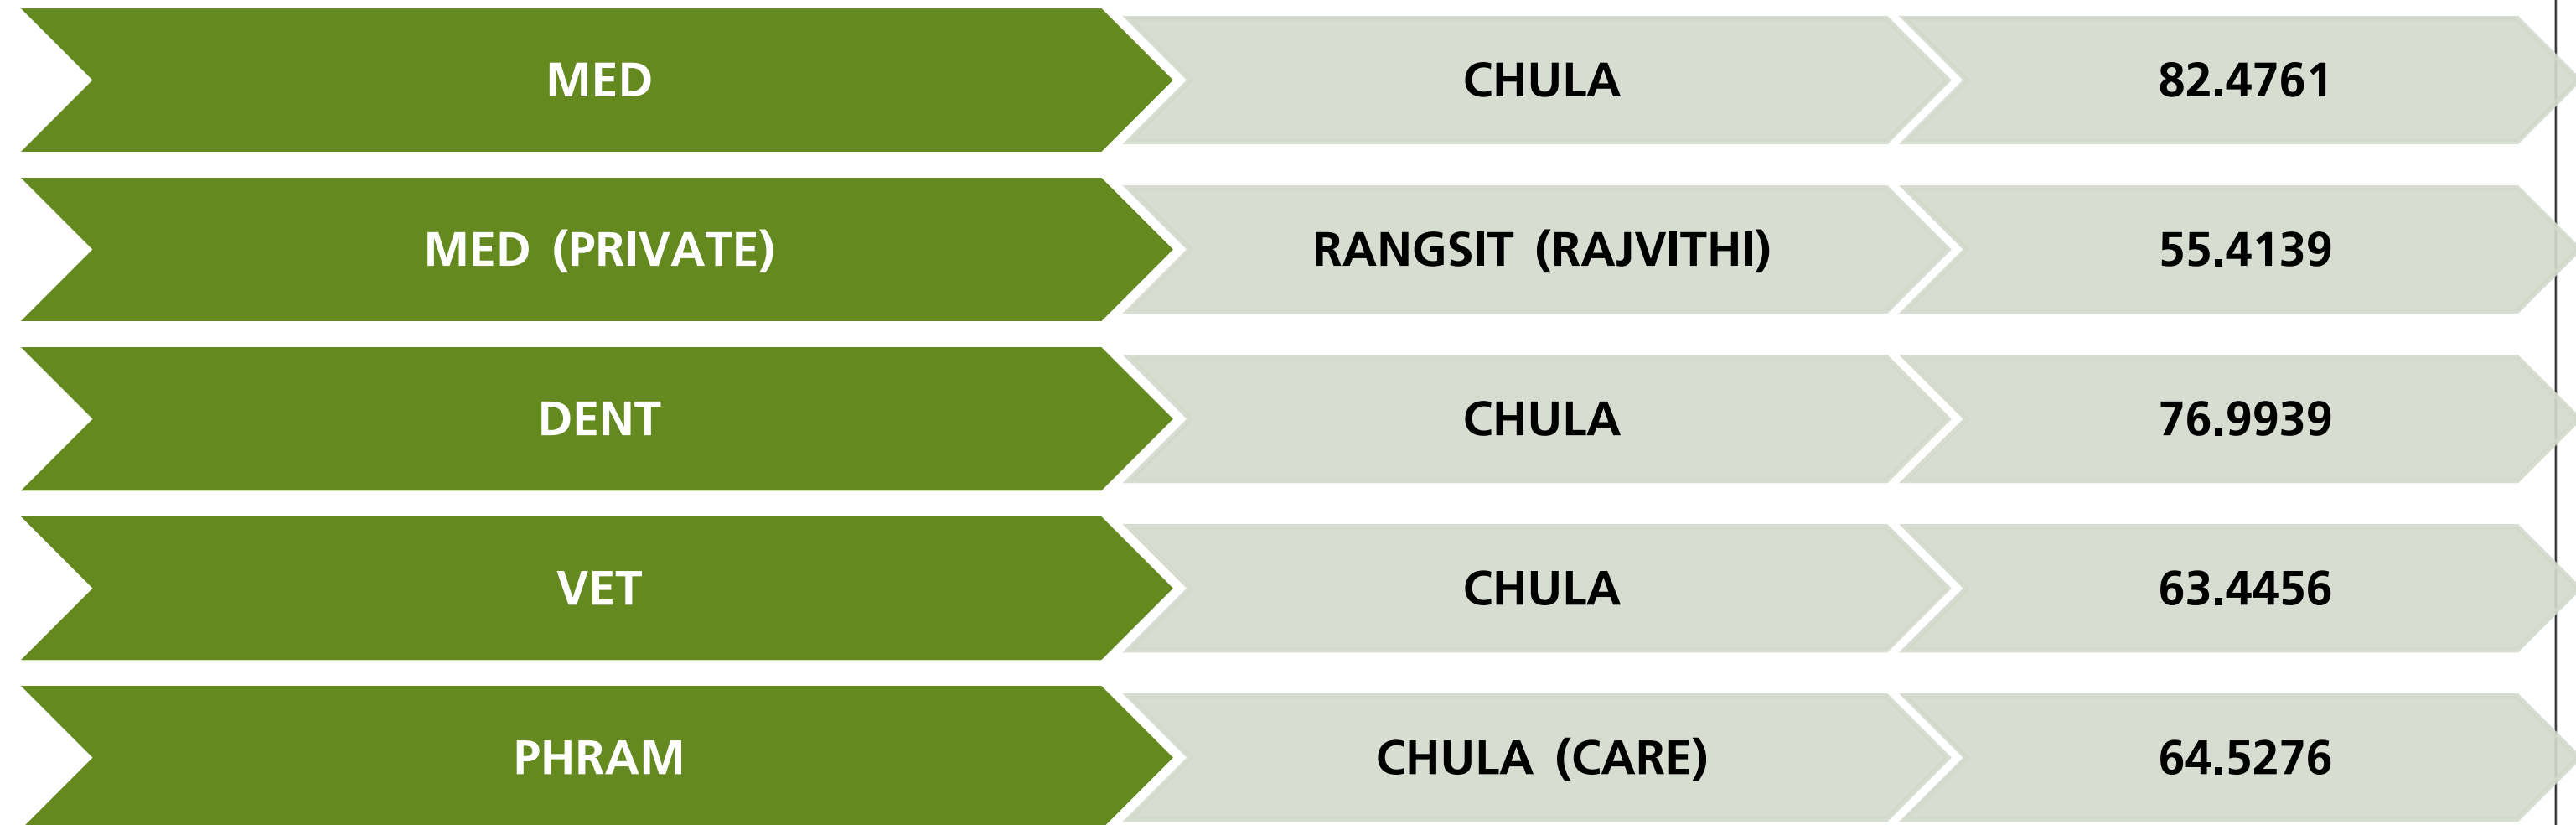 MED CHULA 82.4761
MED (PRIVATE) RANGSIT (RAJVITHI) 55.4139
DENT CHULA 76.9939
VET CHULA 63.4456
PHRAM CHULA (CARE) 64.5276